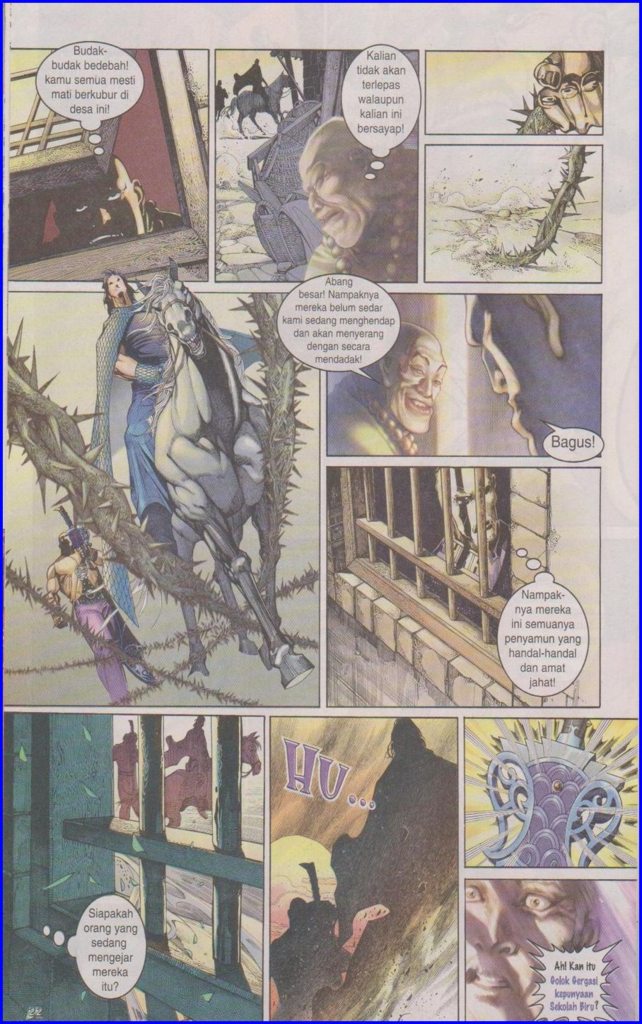 Budak-
budak bedebah!
kamu semua mesti
mati berkubur di
desa ini!
Kalian
tidak akan
terlepas
walaupun
kalian ini
bersayap!
Abang
besar! Nampaknya
mereka belum sedar
kami sedang menghendap
dan akan menyerang
dengan secara
mendadak!
Bagus!
Nampak-
nya mereka
ini semuanya
penyamun yang
handal-handal
dan amat
jahat!
Siapakah
orang yang
sedang
mengejar
mereka
itu?
HU...
Ah! Kan itu
Golok Gergasi
kepunyaan
Sekolah Biru?
22